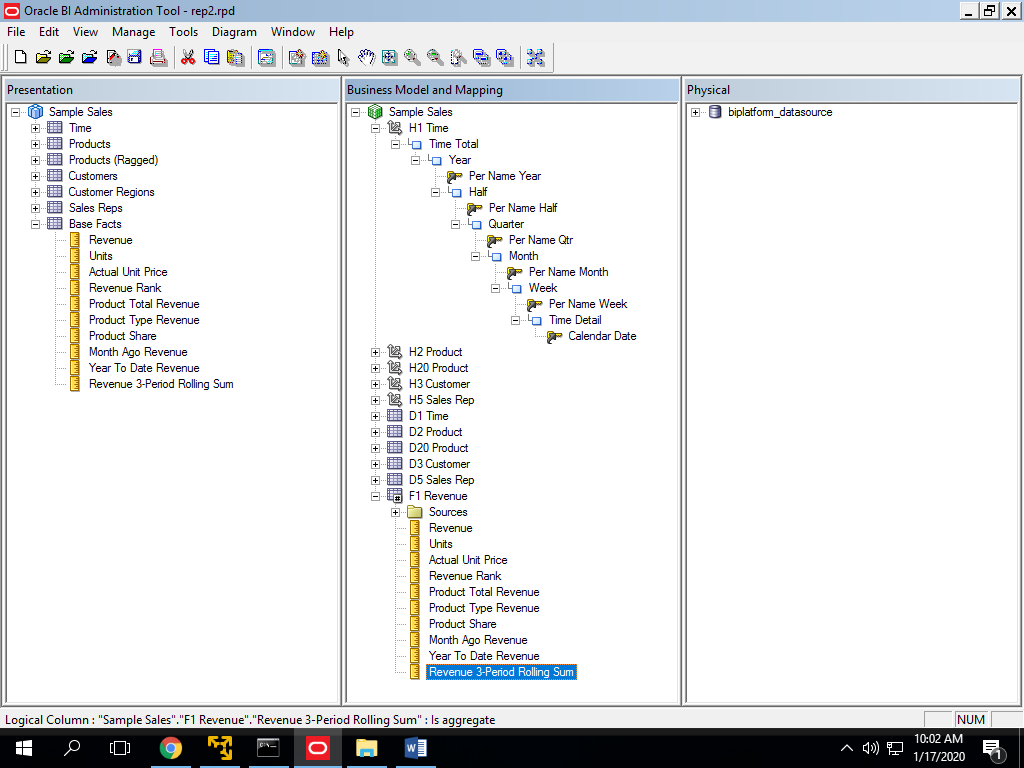 Oracle BI Administration Tool - rep2.rpd
File Edit View Manage Tools Diagram Window Help
Presentation
Sample Sales
Time
Products
Products (Ragged)
Customers
Customer Regions
Sales Reps
Base Facts
Revenue
Units
Actual Unit Price
Revenue Rank
Product Total Revenue
Product Type Revenue
Product Share
Month Ago Revenue
Year To Date Revenue
Revenue 3-Period Rolling Sum
Business Model and Mapping
Sample Sales
H1 Time
Time Total
Year
Per Name Year
Half
Per Name Half
Quarter
Per Name Qtr
Month
Per Name Month
Week
Per Name Week
Time Detail
Calendar Date
H2 Product
H20 Product
H3 Customer
H5 Sales Rep
D1 Time
D2 Product
D20 Product
D3 Customer
D5 Sales Rep
F1 Revenue
Sources
Revenue
Units
Actual Unit Price
Revenue Rank
Product Total Revenue
Product Type Revenue
Product Share
Month Ago Revenue
Year To Date Revenue
Revenue 3-Period Rolling Sum
Physical
biplatform_datasource
Logical Column : "Sample Sales"."F1 Revenue"."Revenue 3-Period Rolling Sum" : Is aggregate
NUM
10:02 AM
1/17/2020
1